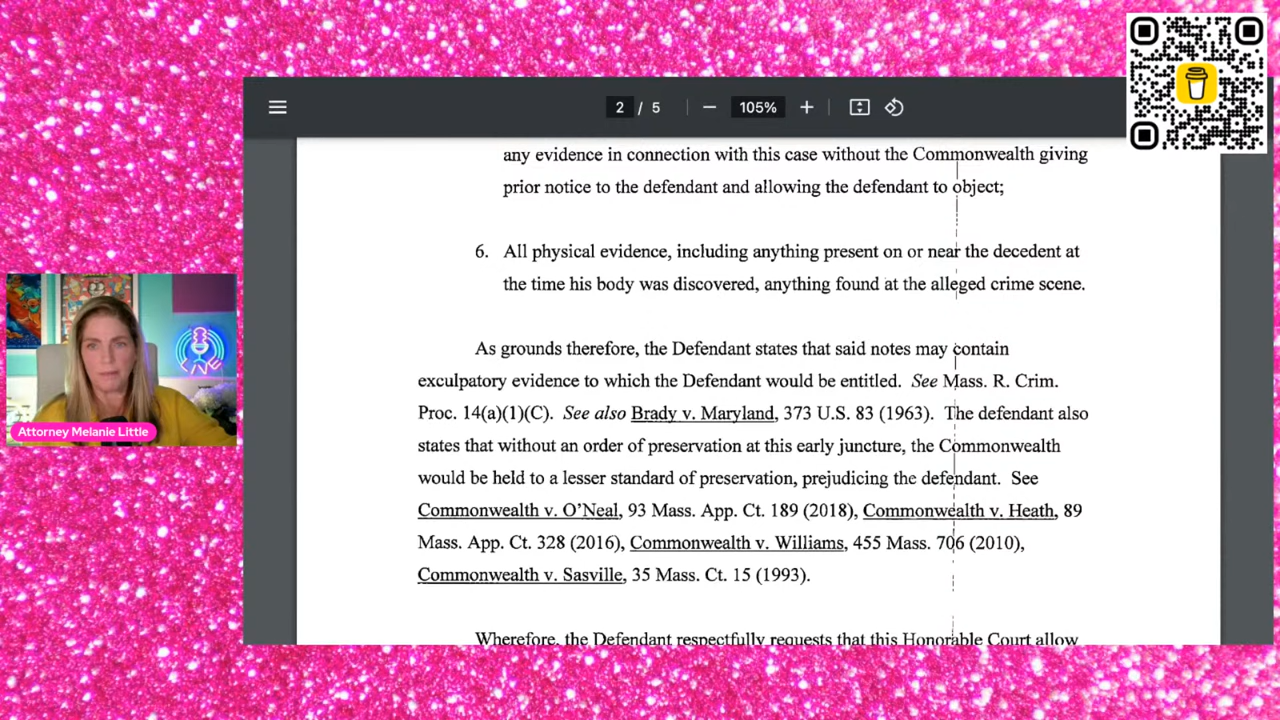 2 / 5
105%
any evidence in connection with this case without the Commonwealth giving
prior notice to the defendant and allowing the defendant to object;
6. All physical evidence, including anything present on or near the decedent at
the time his body was discovered, anything found at the alleged crime scene.
As grounds therefore, the Defendant states that said notes may contain
exculpatory evidence to which the Defendant would be entitled. See Mass. R. Crim.
Proc. 14(a)(1)(C). See also Brady v. Maryland, 373 U.S. 83 (1963). The defendant also
states that without an order of preservation at this early juncture, the Commonwealth
would be held to a lesser standard of preservation, prejudicing the defendant. See
Commonwealth v. O'Neal, 93 Mass. App. Ct. 189 (2018), Commonwealth v. Heath, 89
Mass. App. Ct. 328 (2016), Commonwealth v. Williams, 455 Mass. 706 (2010),
Commonwealth v. Sasville, 35 Mass. Ct. 15 (1993).
Wherefore, the Defendant respectfully requests that this Honorable Court allow
LIVE
Attorney Melanie Little